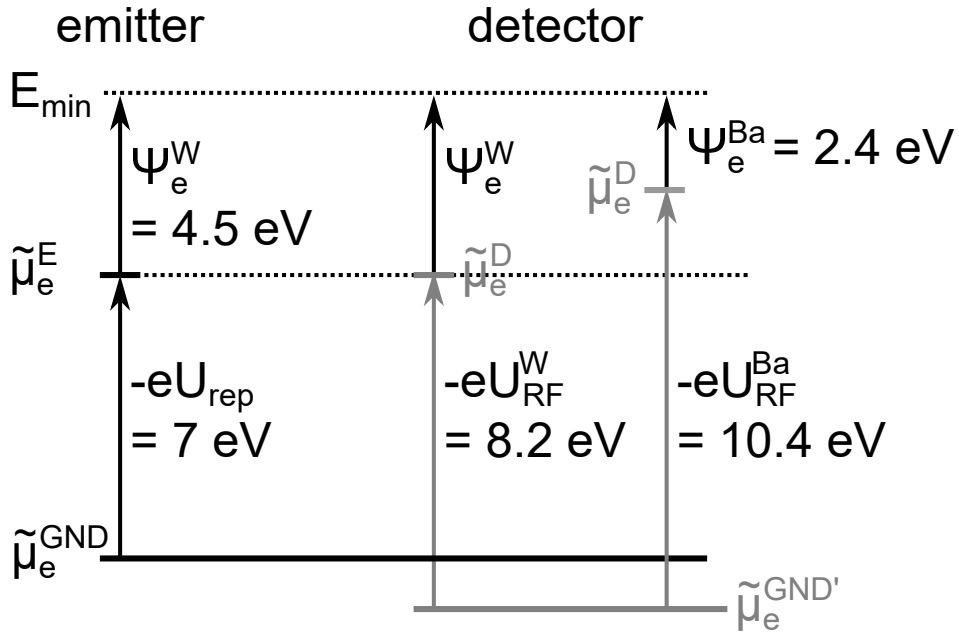 emitter
detector
E_min
Ψ_e^W
= 4.5 eV
Ψ_e^W
Ψ_e^Ba = 2.4 eV
μ̃_e^D
μ̃_e^E
μ̃_e^D
-eU_rep
= 7 eV
-eU_RF^W
= 8.2 eV
-eU_RF^Ba
= 10.4 eV
μ̃_e^GND
μ̃_e^GND'